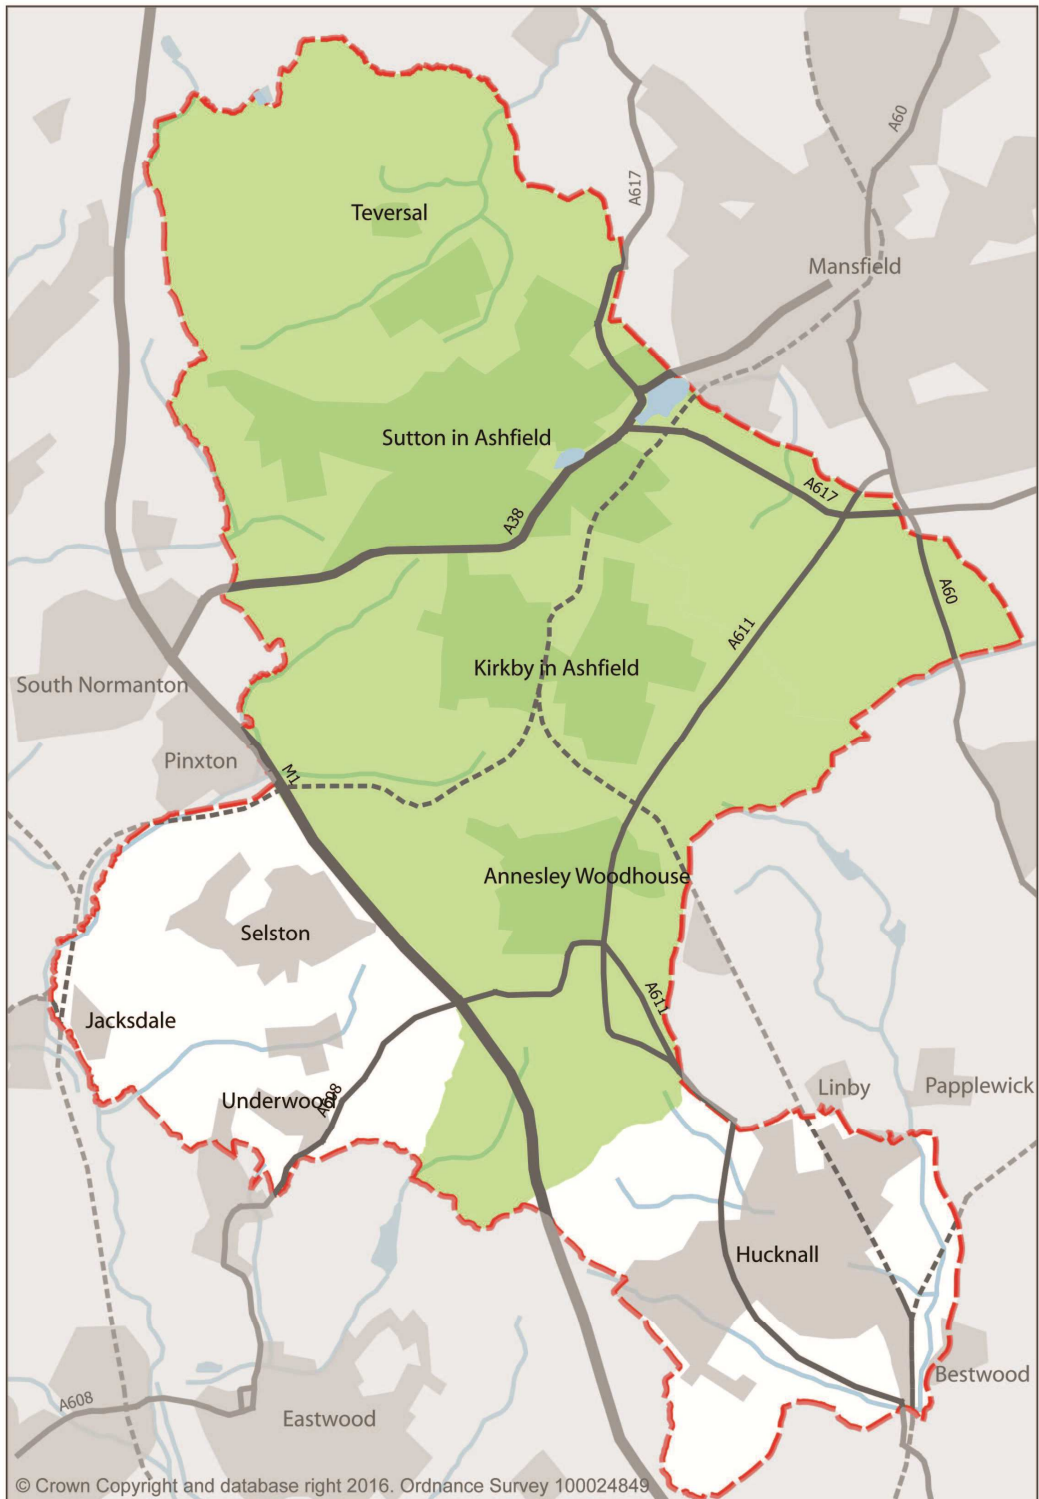 A60
A617
Teversal
Mansfield
Sutton in Ashfield
A617
A38
A60
A611
Kirkby in Ashfield
South Normanton
Pinxton
M1
Annesley Woodhouse
Selston
A611
Jacksdale
Linby
Papplewick
Underwood
A608
Hucknall
Bestwood
A608
Eastwood
© Crown Copyright and database right 2016. Ordnance Survey 100024849